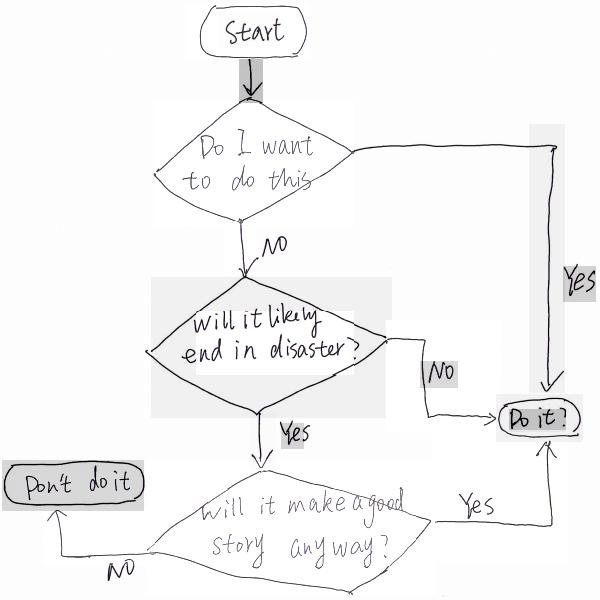 Start
Do I want
to do this
NO
Will it likely
end in disaster?
Yes
NO
Yes
Do it?
Don't do it
Will it make a good
story anyway?
Yes
NO